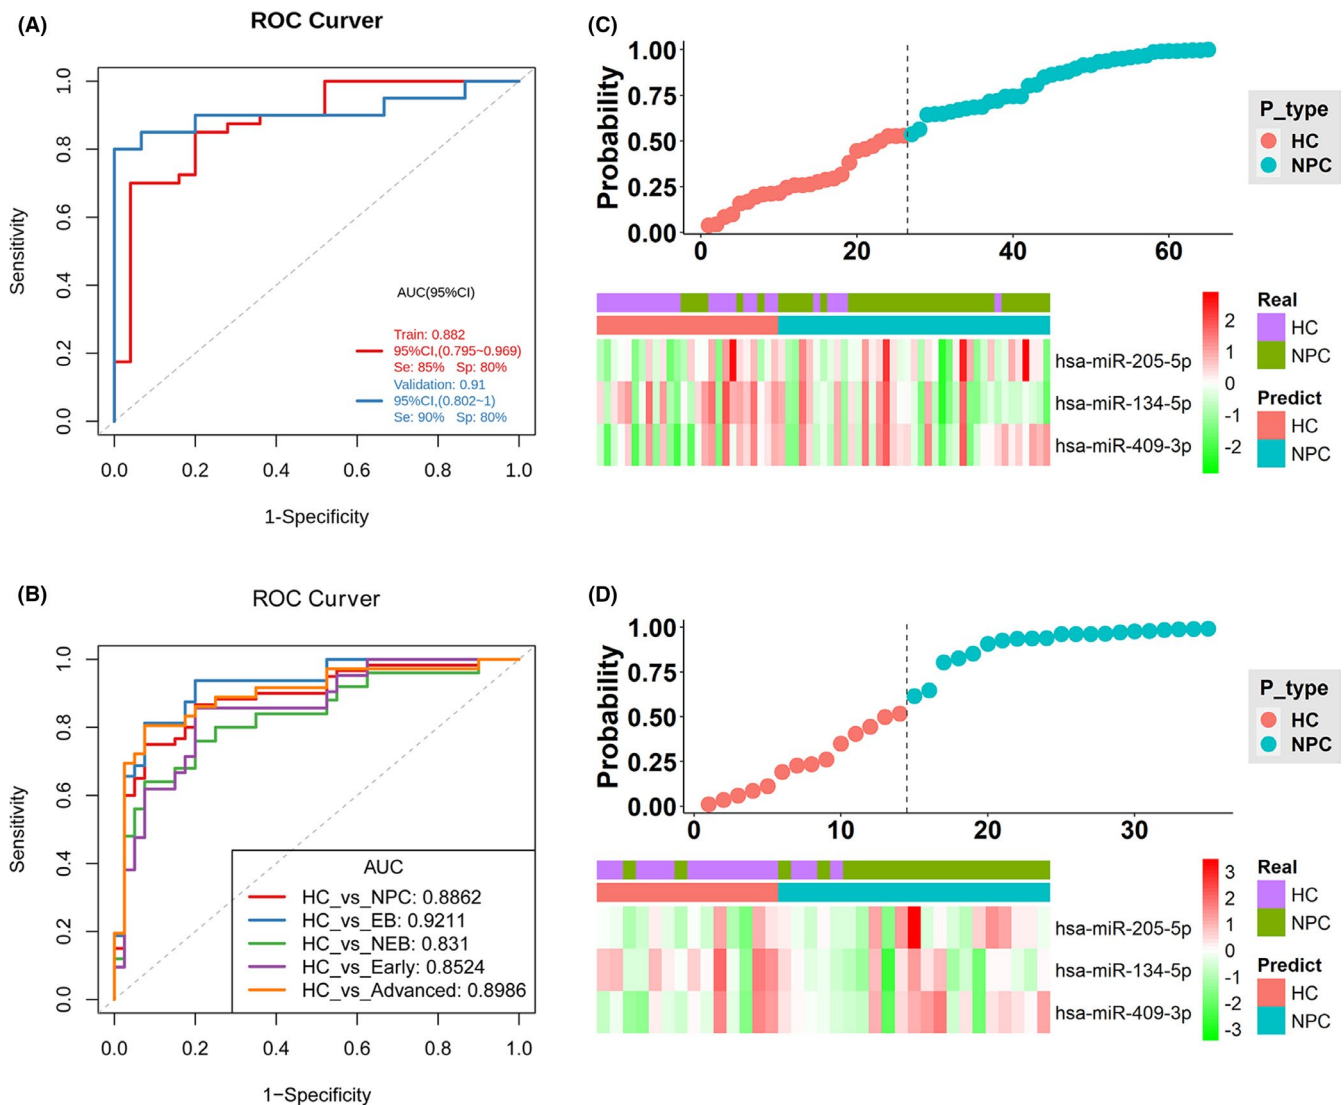 (A)
ROC Curver
Sensitivity
0.0 0.2 0.4 0.6 0.8 1.0
AUC(95%CI)
Train: 0.882
95%CI,(0.795~0.969)
Se: 85% Sp: 80%
Validation: 0.91
95%CI,(0.802~1)
Se: 90% Sp: 80%
0.0 0.2 0.4 0.6 0.8 1.0
1-Specificity
(C)
Probability
1.00
0.75
0.50
0.25
0.00
0 20 40 60
P_type
HC
NPC
hsa-miR-205-5p
hsa-miR-134-5p
hsa-miR-409-3p
2
1
0
-1
-2
Real
HC
NPC
Predict
HC
NPC
(B)
ROC Curver
Sensitivity
0.0 0.2 0.4 0.6 0.8 1.0
AUC
HC_vs_NPC: 0.8862
HC_vs_EB: 0.9211
HC_vs_NEB: 0.831
HC_vs_Early: 0.8524
HC_vs_Advanced: 0.8986
0.0 0.2 0.4 0.6 0.8 1.0
1−Specificity
(D)
Probability
1.00
0.75
0.50
0.25
0.00
0 10 20 30
P_type
HC
NPC
hsa-miR-205-5p
hsa-miR-134-5p
hsa-miR-409-3p
3
2
1
0
-1
-2
-3
Real
HC
NPC
Predict
HC
NPC